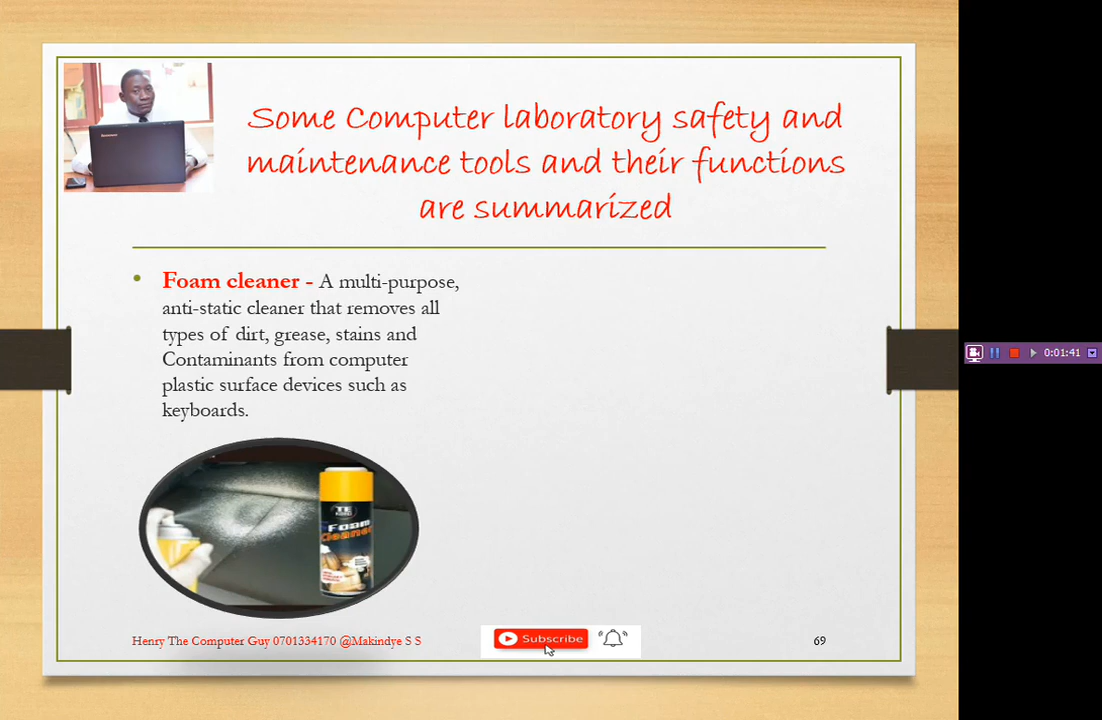 Some Computer laboratory safety and
maintenance tools and their functions
are summarized
• Foam cleaner - A multi-purpose,
anti-static cleaner that removes all
types of dirt, grease, stains and
Contaminants from computer
plastic surface devices such as
keyboards.
TE
Foam
Cleaner
Henry The Computer Guy 0701334170 @Makindye S S
Subscribe
69
0:01:41